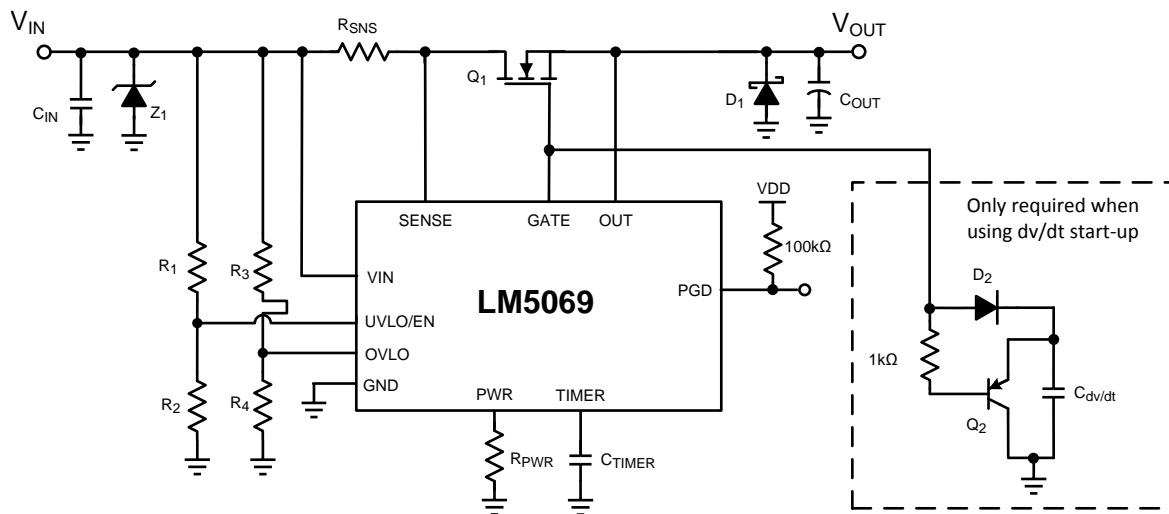 VIN
VOUT
RSNS
Q1
CIN
Z1
D1
COUT
SENSE
GATE
OUT
VDD
100kΩ
Only required when
using dv/dt start-up
R1
R3
VIN
LM5069
PGD
D2
UVLO/EN
OVLO
1kΩ
GND
R2
R4
PWR
TIMER
Q2
Cdv/dt
RPWR
CTIMER